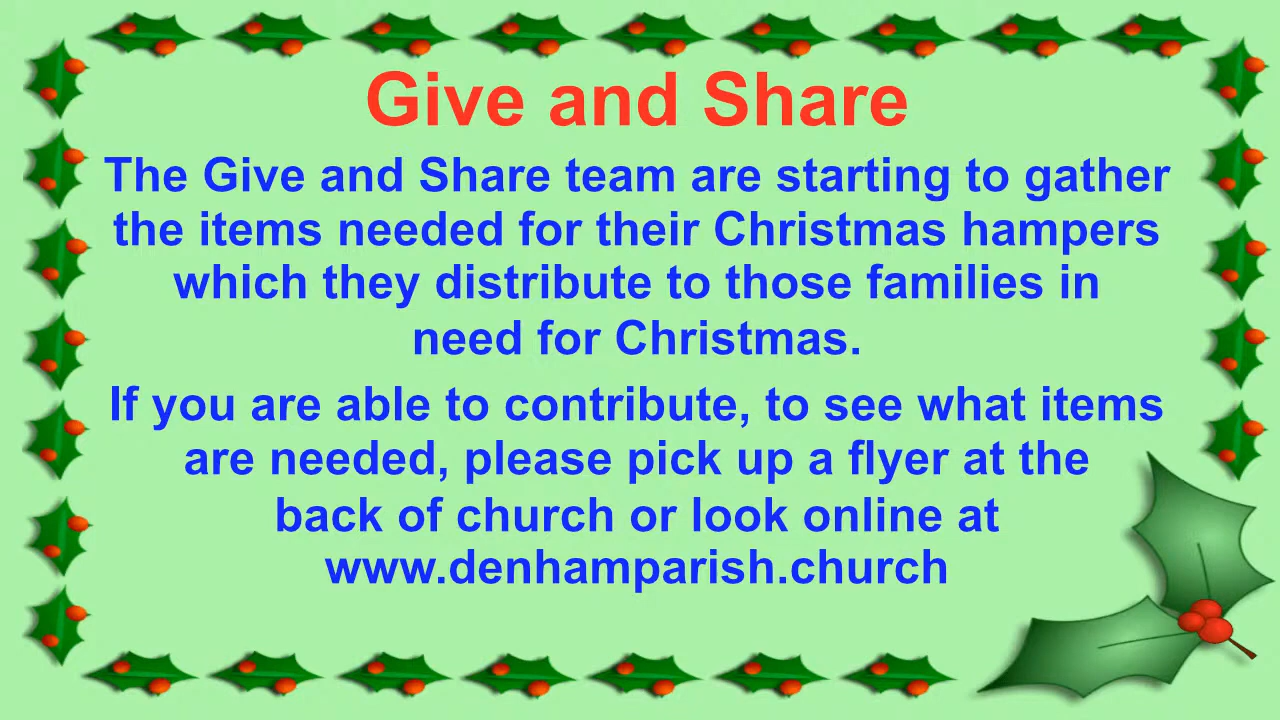 Give and Share
The Give and Share team are starting to gather
the items needed for their Christmas hampers
which they distribute to those families in
need for Christmas.
If you are able to contribute, to see what items
are needed, please pick up a flyer at the
back of church or look online at
www.denhamparish.church